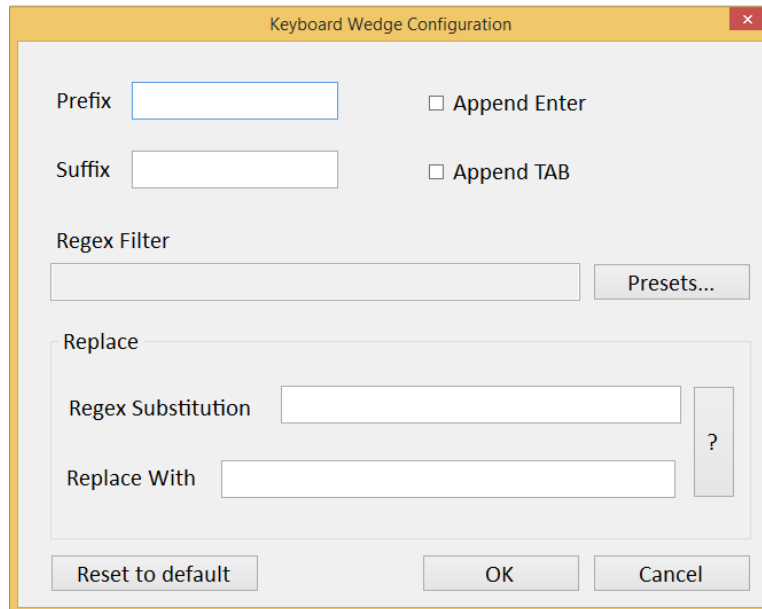 Keyboard Wedge Configuration
Prefix
Append Enter
Suffix
Append TAB
Regex Filter
Presets...
Replace
Regex Substitution
?
Replace With
Reset to default
OK
Cancel